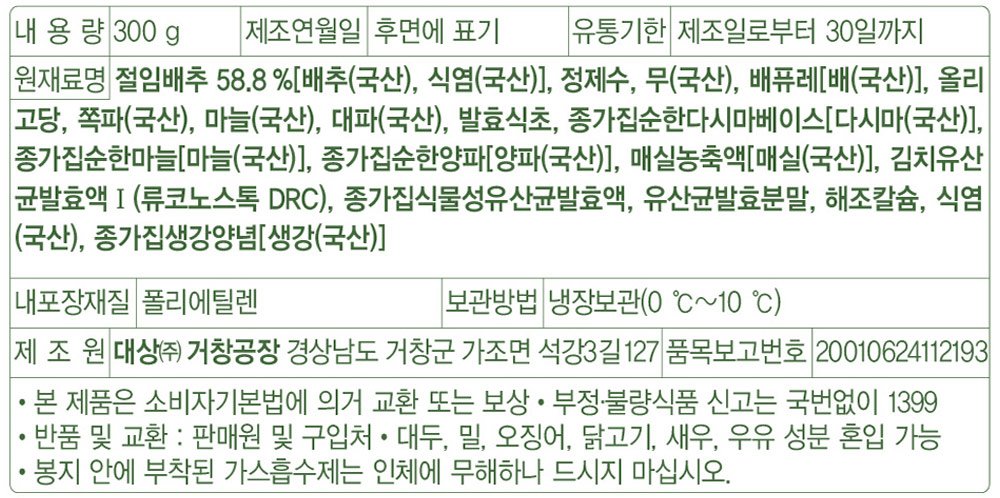 내 용 량 300 g 제조연월일 후면에 표기 유통기한 제조일로부터 30일까지
원재료명 절임배추 58.8 %[배추(국산), 식염(국산)], 정제수, 무(국산), 배퓨레[배(국산)], 올리
고당, 쪽파(국산), 마늘(국산), 대파(국산), 발효식초, 종가집순한다시마베이스[다시마(국산)],
종가집순한마늘[마늘(국산)], 종가집순한양파[양파(국산)], 매실농축액[매실(국산)], 김치유산
균발효액Ⅰ(류코노스톡 DRC), 종가집식물성유산균발효액, 유산균발효분말, 해조칼슘, 식염
(국산), 종가집생강양념[생강(국산)]
내포장재질 폴리에틸렌 보관방법 냉장보관(0 ℃~10 ℃)
제 조 원 대상㈜ 거창공장 경상남도 거창군 가조면 석강3길 127 품목보고번호 20010624112193
• 본 제품은 소비자기본법에 의거 교환 또는 보상 • 부정·불량식품 신고는 국번없이 1399
• 반품 및 교환 : 판매원 및 구입처 • 대두, 밀, 오징어, 닭고기, 새우, 우유 성분 혼입 가능
• 봉지 안에 부착된 가스흡수제는 인체에 무해하나 드시지 마십시오.